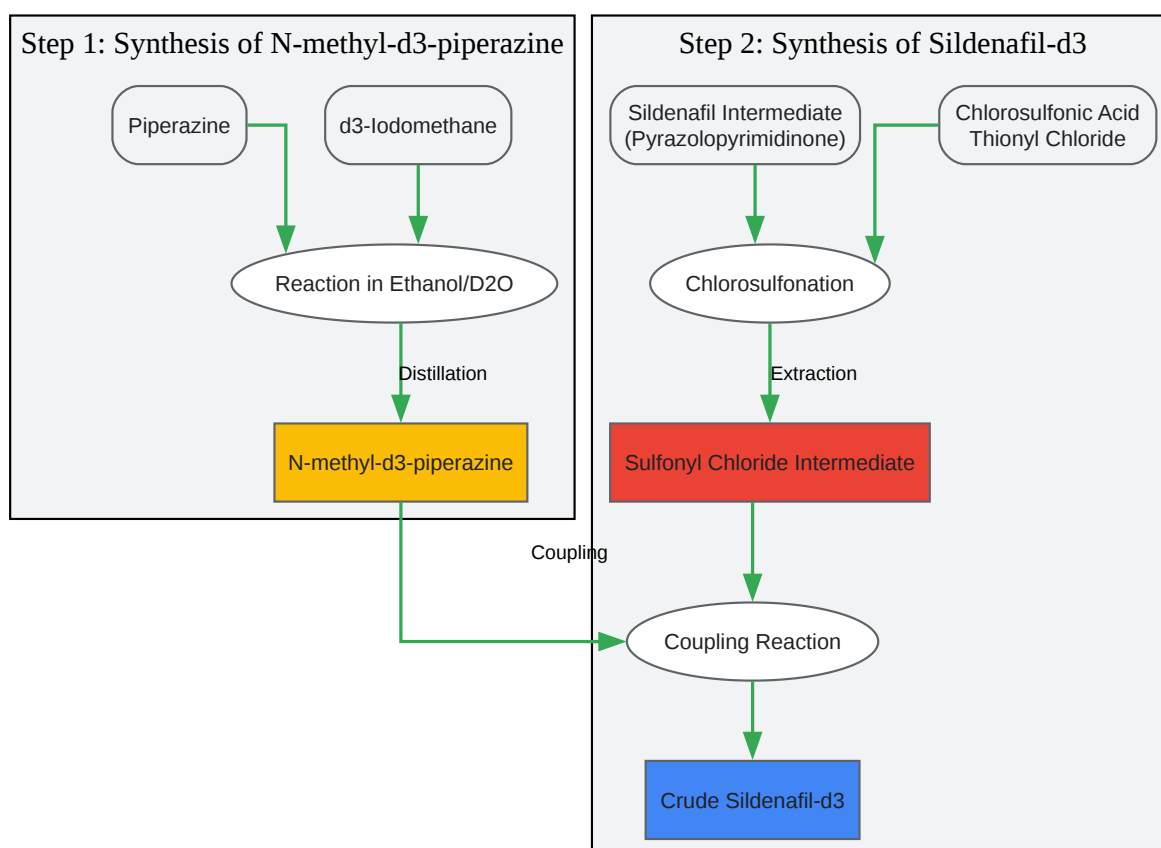 Step 1: Synthesis of N-methyl-d3-piperazine
Piperazine
d3-Iodomethane
Reaction in Ethanol/D2O
Distillation
N-methyl-d3-piperazine
Coupling
Step 2: Synthesis of Sildenafil-d3
Sildenafil Intermediate
(Pyrazolopyrimidinone)
Chlorosulfonic Acid
Thionyl Chloride
Chlorosulfonation
Extraction
Sulfonyl Chloride Intermediate
Coupling Reaction
Crude Sildenafil-d3